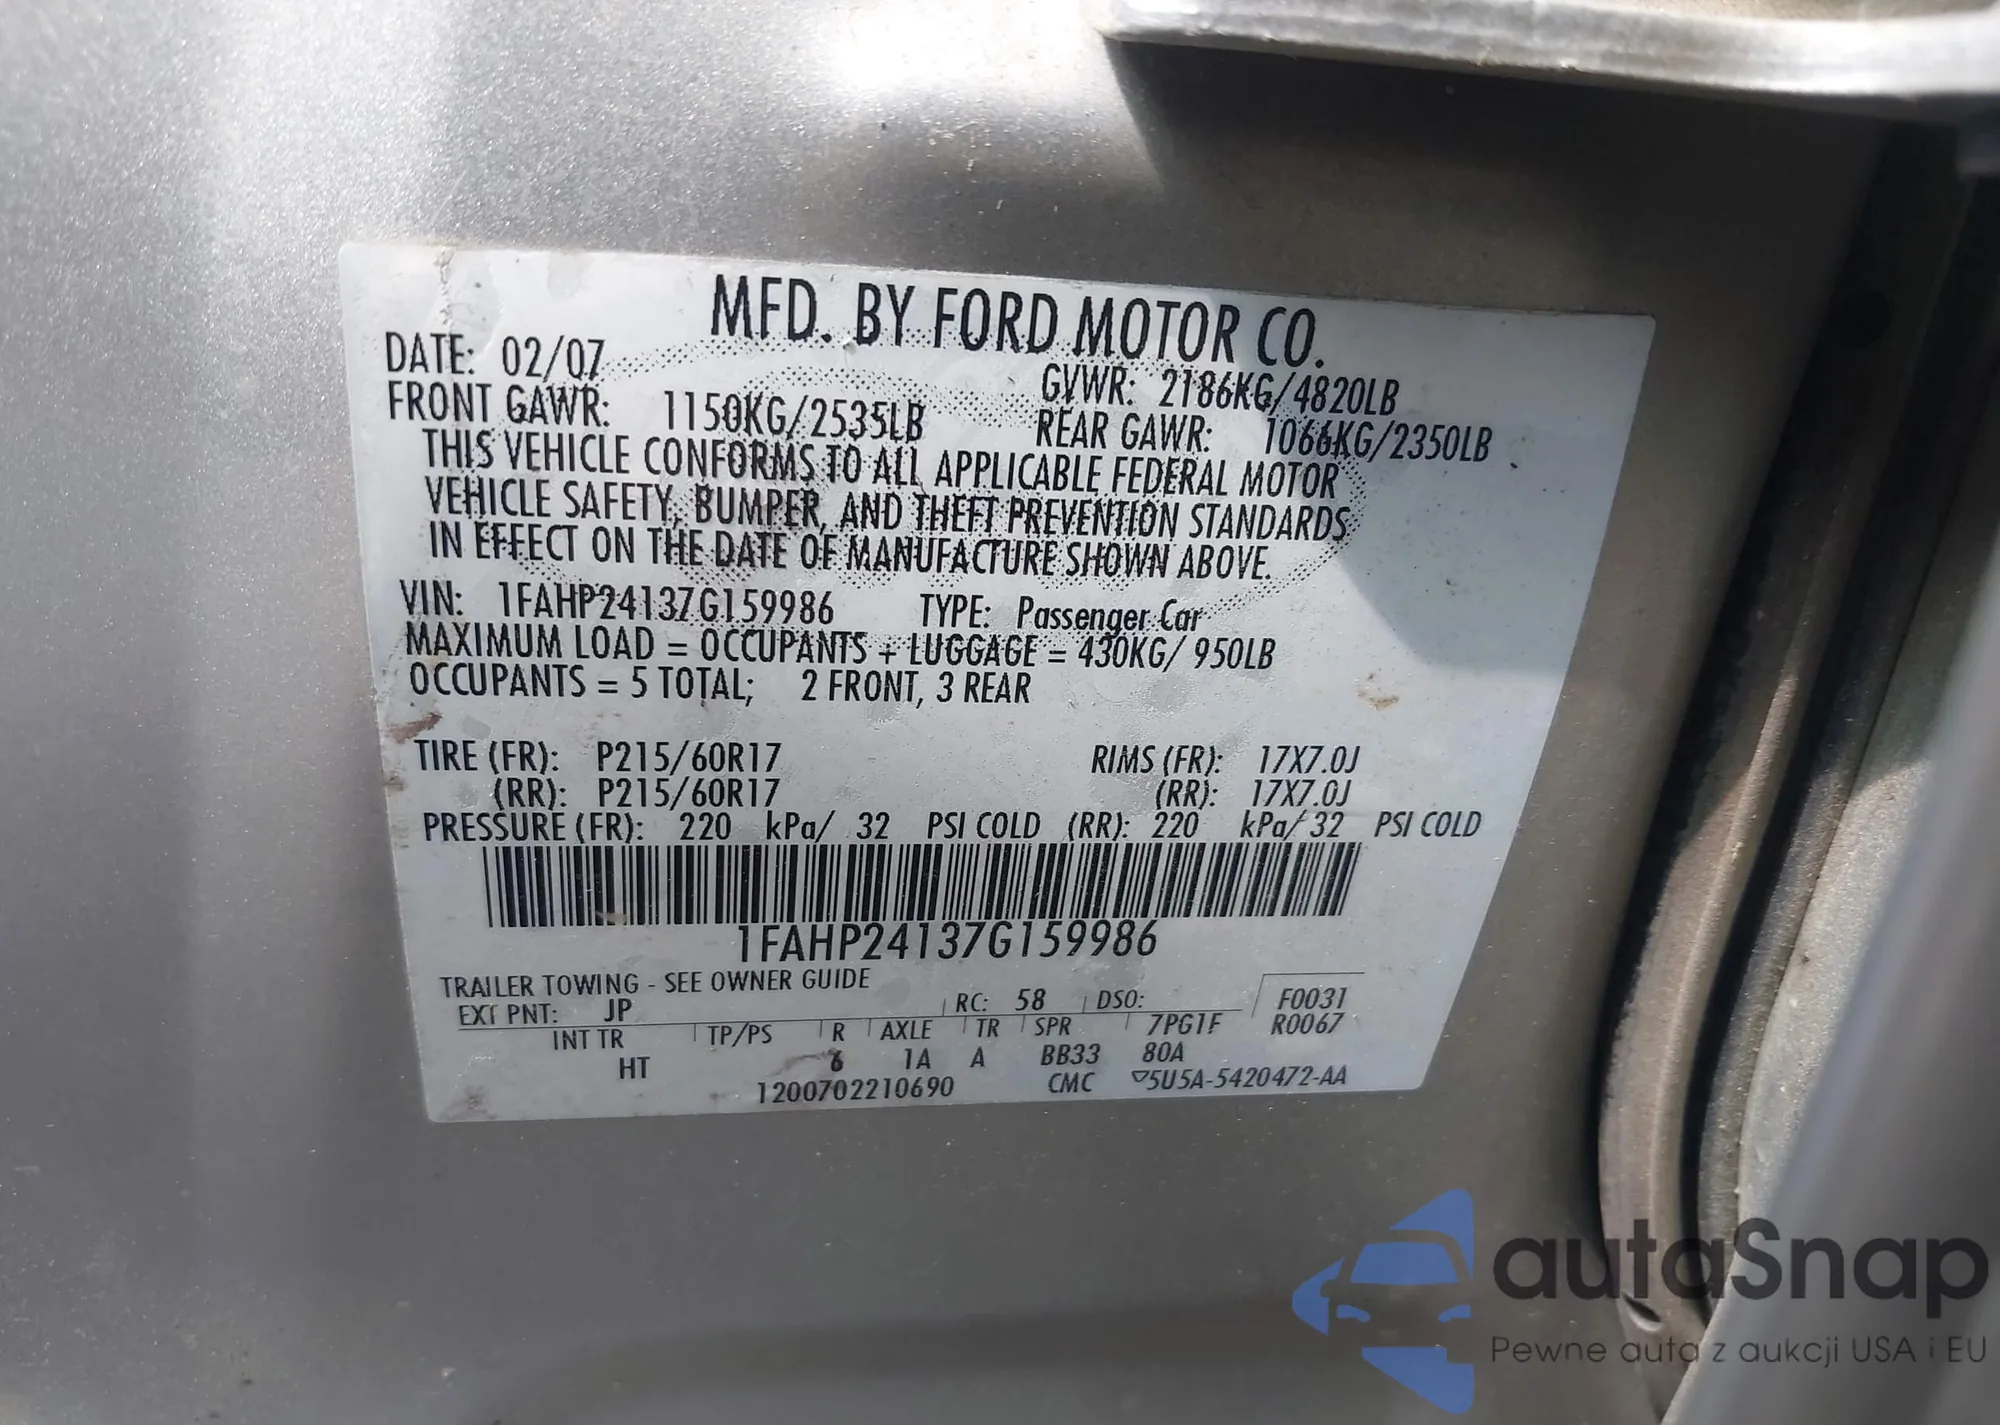 MFD. BY FORD MOTOR CO.
DATE: 02/07 GVWR: 2186KG/4820LB
FRONT GAWR: 1150KG/2535LB REAR GAWR: 1066KG/2350LB
THIS VEHICLE CONFORMS TO ALL APPLICABLE FEDERAL MOTOR
VEHICLE SAFETY, BUMPER, AND THEFT PREVENTION STANDARDS
IN EFFECT ON THE DATE OF MANUFACTURE SHOWN ABOVE.
VIN: 1FAHP24137G159986 TYPE: Passenger Car
MAXIMUM LOAD = OCCUPANTS + LUGGAGE = 430KG/ 950LB
OCCUPANTS = 5 TOTAL; 2 FRONT, 3 REAR
TIRE (FR): P215/60R17 RIMS (FR): 17X7.0J
(RR): P215/60R17 (RR): 17X7.0J
PRESSURE (FR): 220 kPa/ 32 PSI COLD (RR): 220 kPa/ 32 PSI COLD
1FAHP24137G159986
TRAILER TOWING - SEE OWNER GUIDE
EXT PNT: JP RC: 58 DSO: F0031
INT TR TP/PS R AXLE TR SPR 7PG1F R0067
HT 6 1A A BB33 80A
1200702210690 CMC ▽5U5A-5420472-AA
autaSnap
Pewne auta z aukcji USA i EU